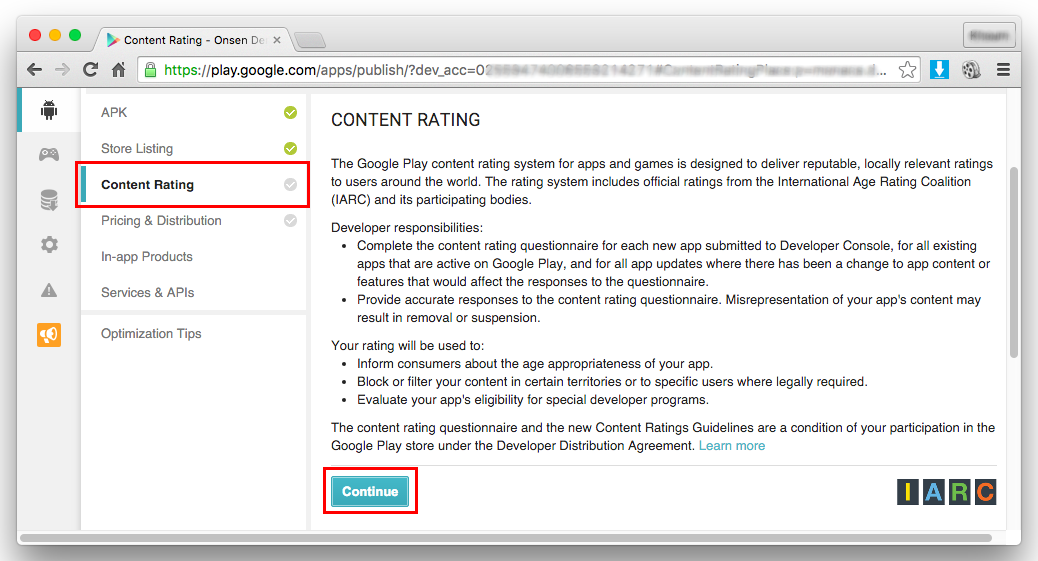 Content Rating - Onsen De
https://play.google.com/apps/publish/?dev_acc=0
APK
Store Listing
Content Rating
Pricing & Distribution
In-app Products
Services & APIs
Optimization Tips
CONTENT RATING
The Google Play content rating system for apps and games is designed to deliver reputable, locally relevant ratings
to users around the world. The rating system includes official ratings from the International Age Rating Coalition
(IARC) and its participating bodies.
Developer responsibilities:
• Complete the content rating questionnaire for each new app submitted to Developer Console, for all existing
apps that are active on Google Play, and for all app updates where there has been a change to app content or
features that would affect the responses to the questionnaire.
• Provide accurate responses to the content rating questionnaire. Misrepresentation of your app's content may
result in removal or suspension.
Your rating will be used to:
• Inform consumers about the age appropriateness of your app.
• Block or filter your content in certain territories or to specific users where legally required.
• Evaluate your app's eligibility for special developer programs.
The content rating questionnaire and the new Content Ratings Guidelines are a condition of your participation in the
Google Play store under the Developer Distribution Agreement. Learn more
Continue
IARC